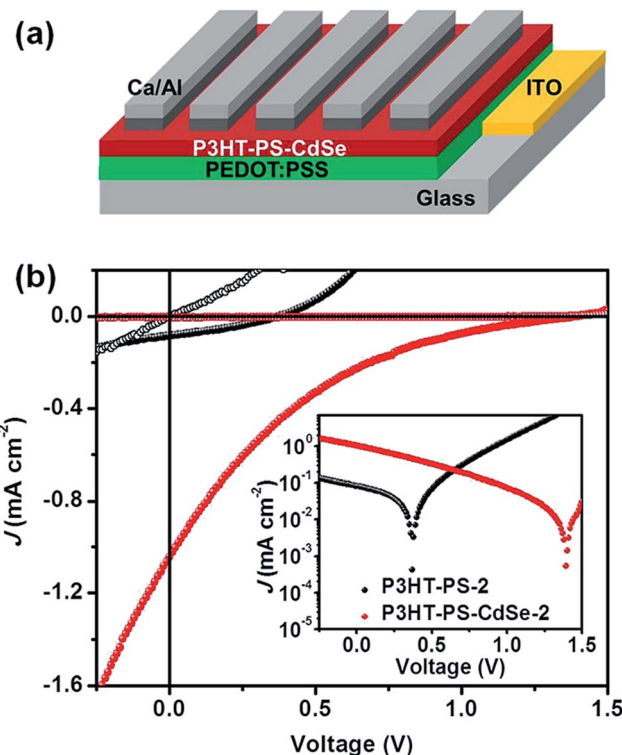 (a)
Ca/Al
ITO
P3HT-PS-CdSe
PEDOT:PSS
Glass
(b)
0.0
-0.4
-0.8
-1.2
-1.6
J (mA cm⁻²)
0.0 0.5 1.0 1.5
Voltage (V)
10⁰
10⁻¹
10⁻²
10⁻³
10⁻⁴
10⁻⁵
J (mA cm⁻²)
P3HT-PS-2
P3HT-PS-CdSe-2
0.0 0.5 1.0 1.5
Voltage (V)